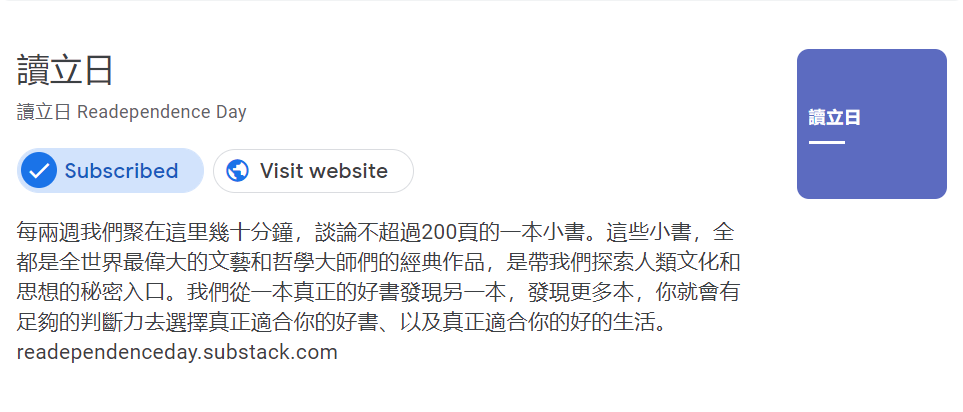 讀立日
讀立日 Readependence Day
Subscribed
Visit website
讀立日
每兩週我們聚在這里幾十分鐘，談論不超過200頁的一本小書。這些小書，全
都是全世界最偉大的文藝和哲學大師們的經典作品，是帶我們探索人類文化和
思想的秘密入口。我們從一本真正的好書發現另一本，發現更多本，你就會有
足夠的判斷力去選擇真正適合你的好書、以及真正適合你的好的生活。
readependenceday.substack.com